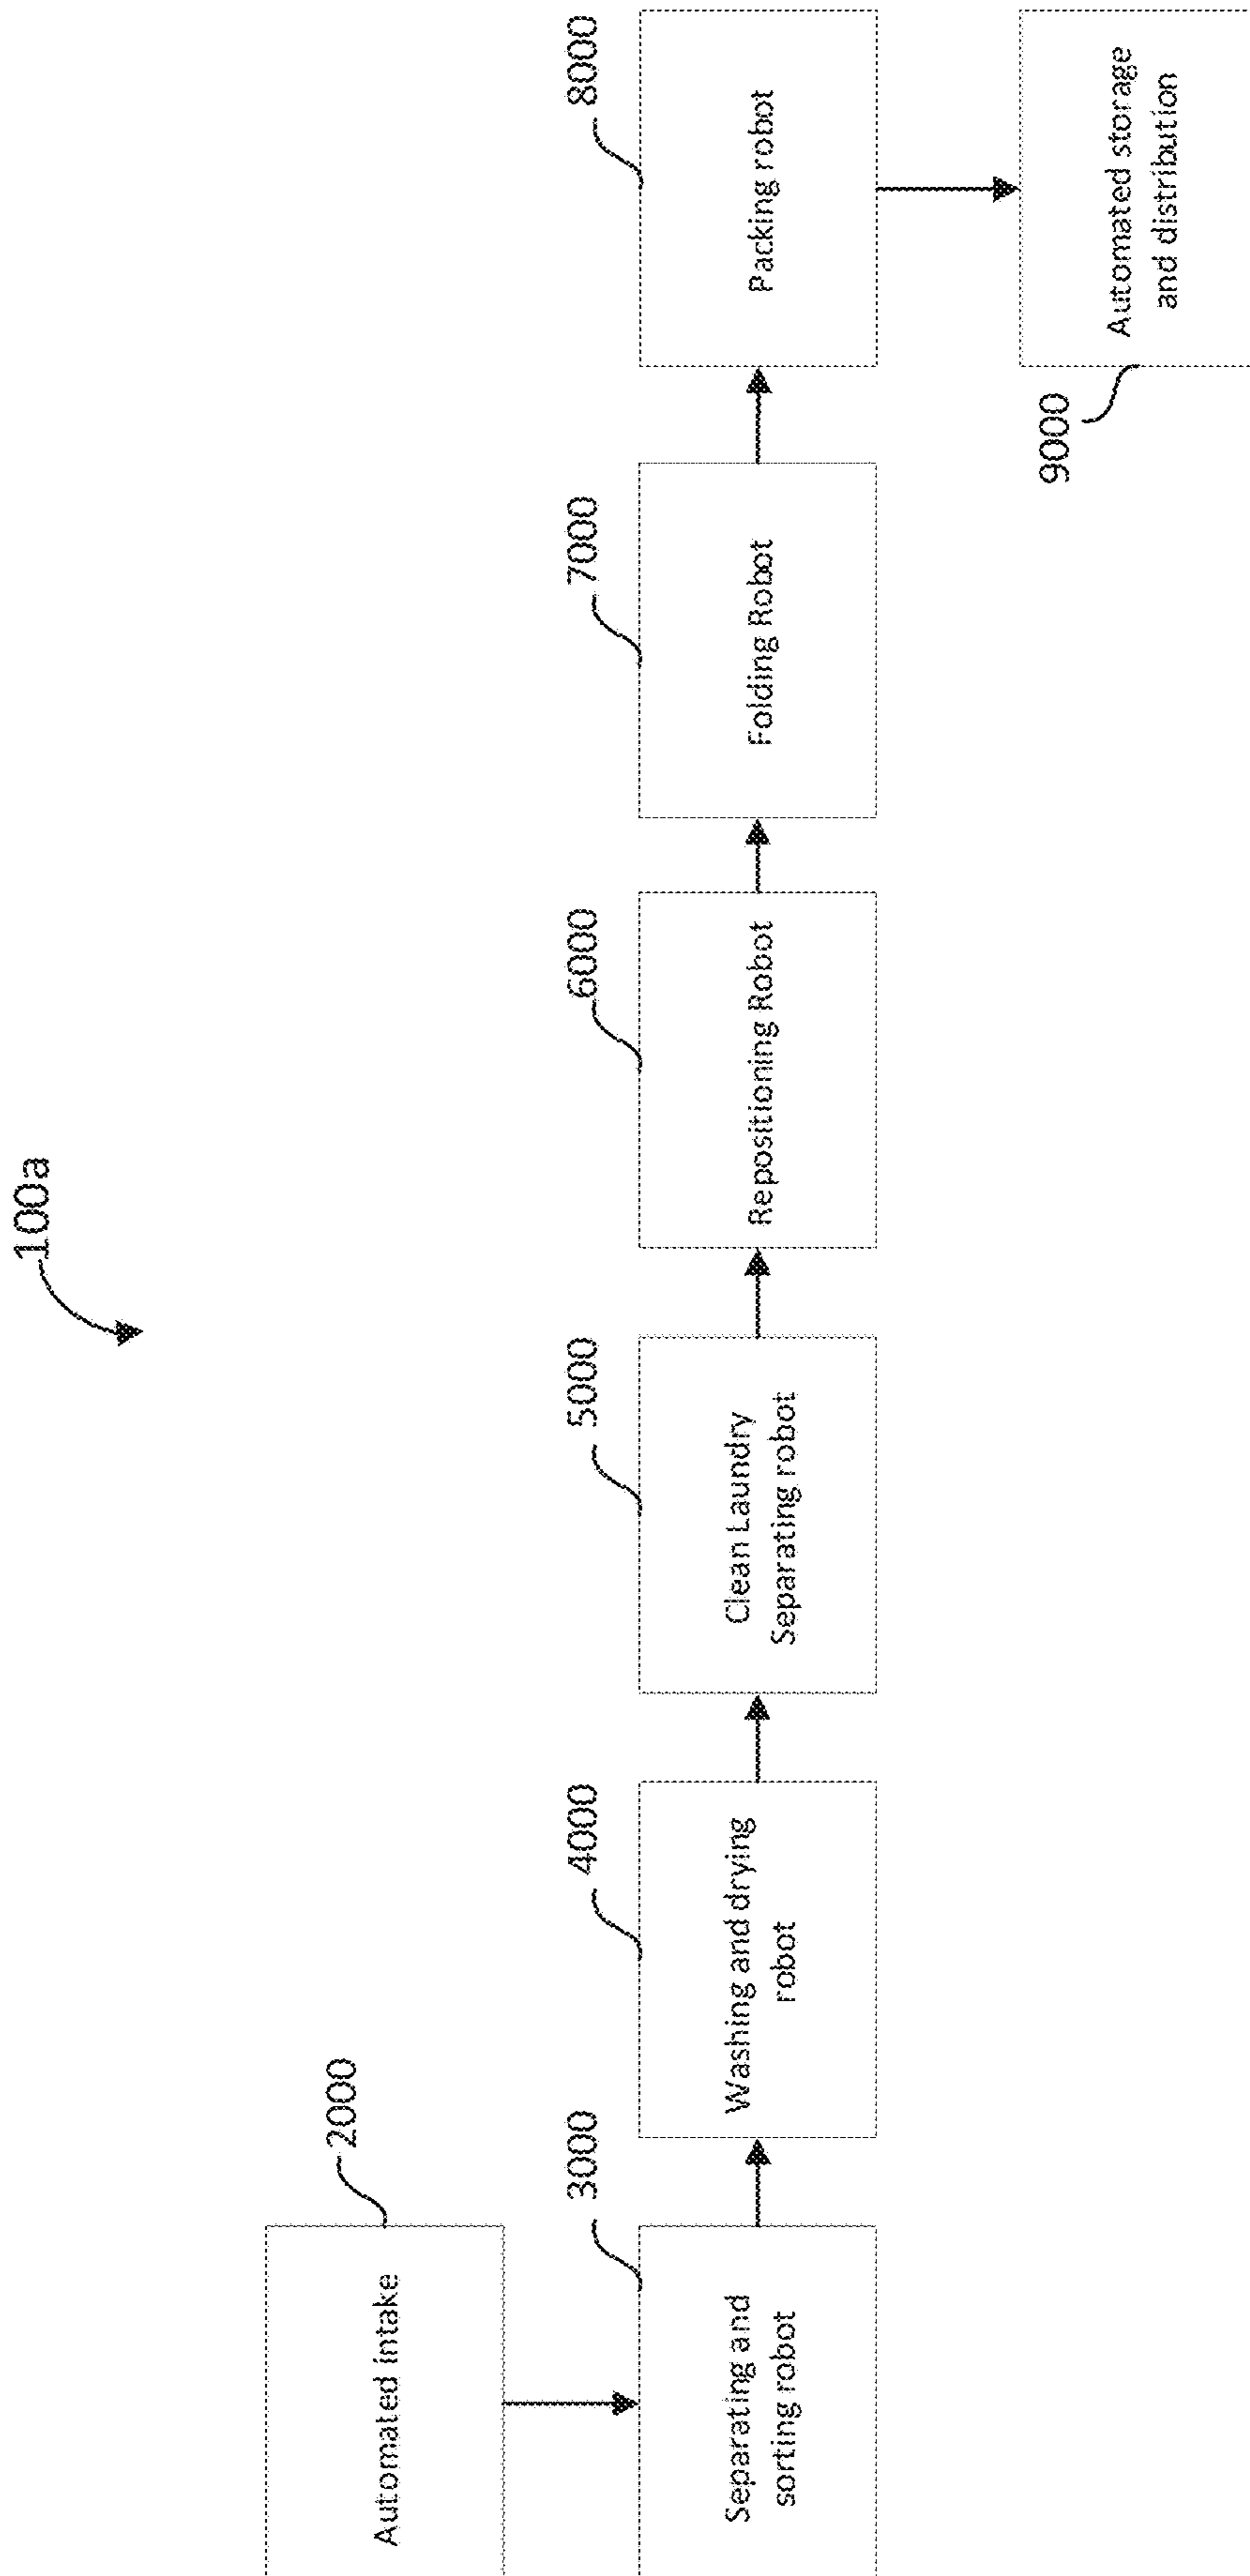 100a
2000
Automated intake
3000
Separating and
sorting robot
4000
Washing and drying
robot
5000
Clean Laundry
Separating robot
6000
Repositioning Robot
7000
Folding Robot
8000
Packing robot
9000
Automated storage
and distribution